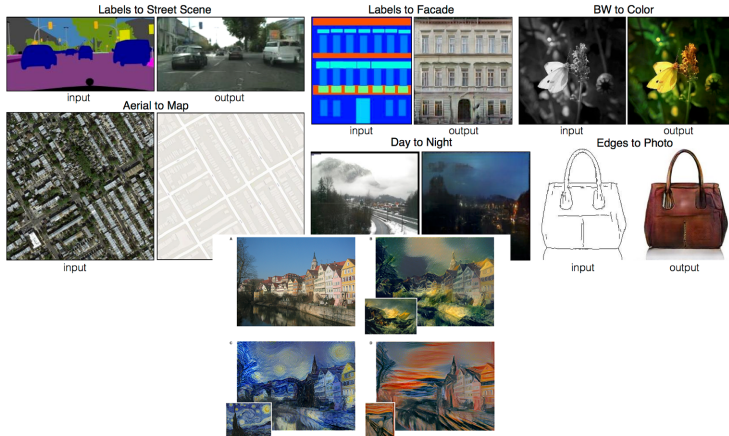 Labels to Street Scene
input
output
Labels to Facade
input
output
BW to Color
input
output
Aerial to Map
input
Day to Night
Edges to Photo
input
output
A
B
C
D